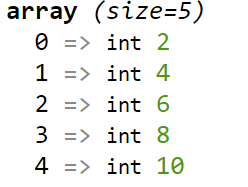 array (size=5)
0 => int 2
1 => int 4
2 => int 6
3 => int 8
4 => int 10